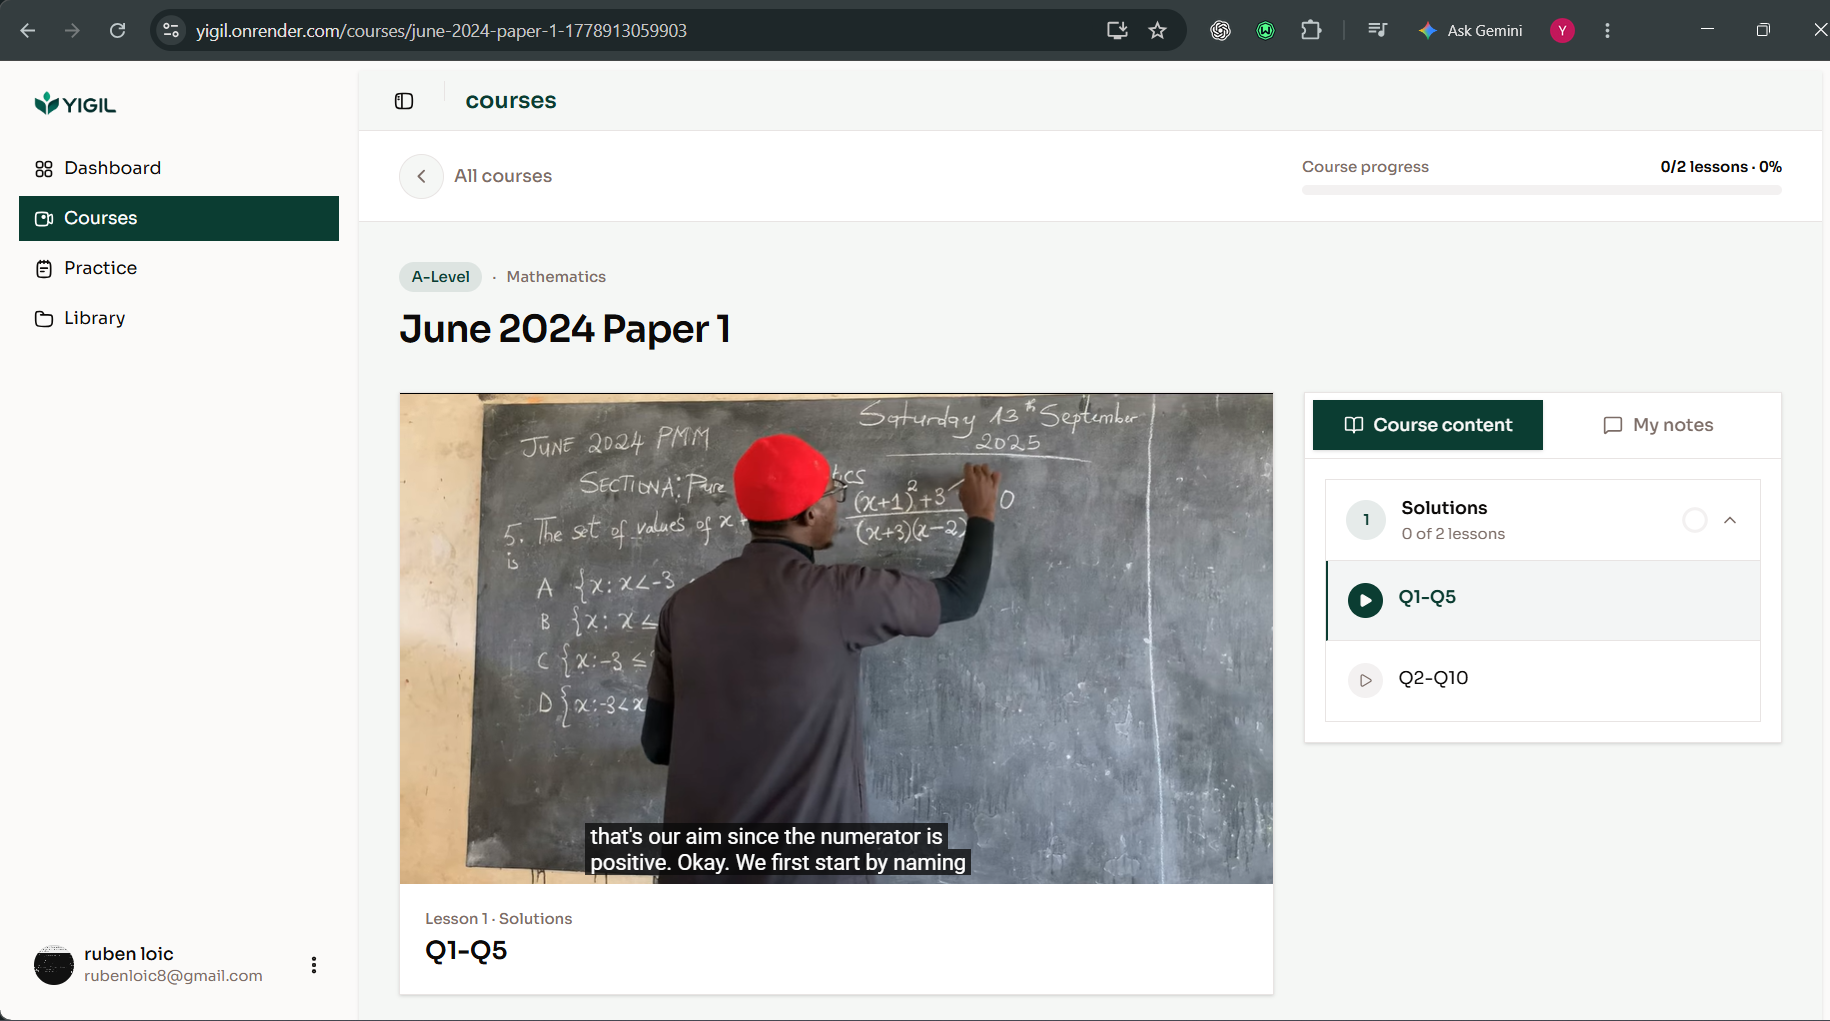 yigil.onrender.com/courses/june-2024-paper-1-1778913059903
Ask Gemini
Y
YIGIL
Dashboard
Courses
Practice
Library
ruben loic
rubenloic8@gmail.com
courses
All courses
Course progress
0/2 lessons · 0%
A-Level · Mathematics
June 2024 Paper 1
JUNE 2024 PMM
Saturday 13th September
2025
SECTION A: Pure tics
5. The set of values of x
(x+1)²+3
(x+3)(x-2)
0
is
A {x: x<-3
B {x: x ≤
C {x: -3 ≤
D {x: -3<x
that's our aim since the numerator is
positive. Okay. We first start by naming
Lesson 1 · Solutions
Q1-Q5
Course content
My notes
1
Solutions
0 of 2 lessons
Q1-Q5
Q2-Q10